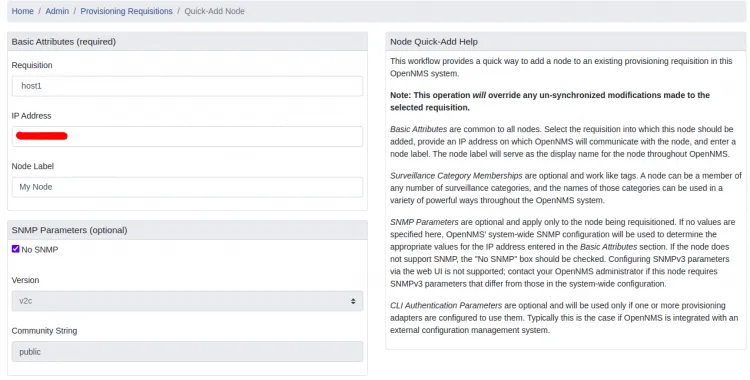 Home / Admin / Provisioning Requisitions / Quick-Add Node
Basic Attributes (required)
Requisition
host1
IP Address
Node Label
My Node
SNMP Parameters (optional)
No SNMP
Version
v2c
Community String
public
Node Quick-Add Help
This workflow provides a quick way to add a node to an existing provisioning requisition in this
OpenNMS system.
Note: This operation will override any un-synchronized modifications made to the
selected requisition.
Basic Attributes are common to all nodes. Select the requisition into which this node should be
added, provide an IP address on which OpenNMS will communicate with the node, and enter a
node label. The node label will serve as the display name for the node throughout OpenNMS.
Surveillance Category Memberships are optional and work like tags. A node can be a member of
any number of surveillance categories, and the names of those categories can be used in a
variety of powerful ways throughout the OpenNMS system.
SNMP Parameters are optional and apply only to the node being requisitioned. If no values are
specified here, OpenNMS' system-wide SNMP configuration will be used to determine the
appropriate values for the IP address entered in the Basic Attributes section. If the node does
not support SNMP, the "No SNMP" box should be checked. Configuring SNMPv3 parameters
via the web UI is not supported; contact your OpenNMS administrator if this node requires
SNMPv3 parameters that differ from those in the system-wide configuration.
CLI Authentication Parameters are optional and will be used only if one or more provisioning
adapters are configured to use them. Typically this is the case if OpenNMS is integrated with an
external configuration management system.